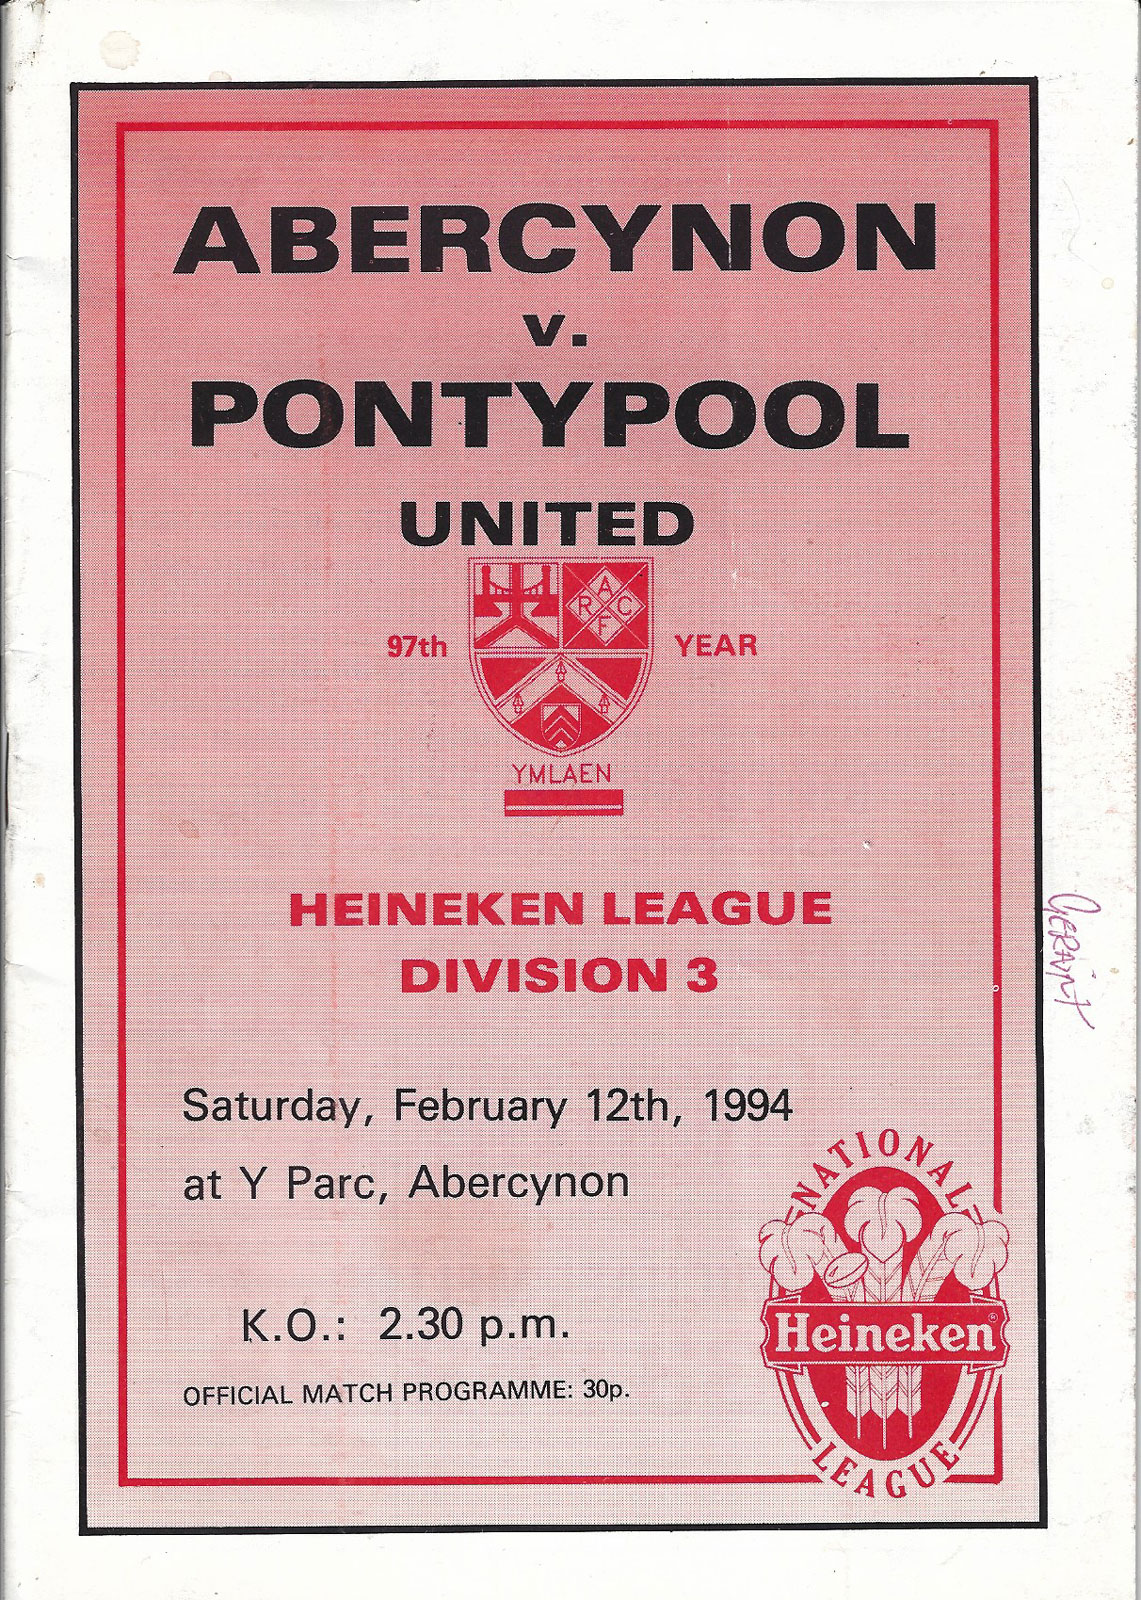 ABERCYNON
v.
PONTYPOOL
UNITED
A
R C
F
97th YEAR
YMLAEN
HEINEKEN LEAGUE
DIVISION 3
Saturday, February 12th, 1994
at Y Parc, Abercynon
K.O.: 2.30 p.m.
OFFICIAL MATCH PROGRAMME: 30p.
NATIONAL
Heineken®
LEAGUE
GERAINT